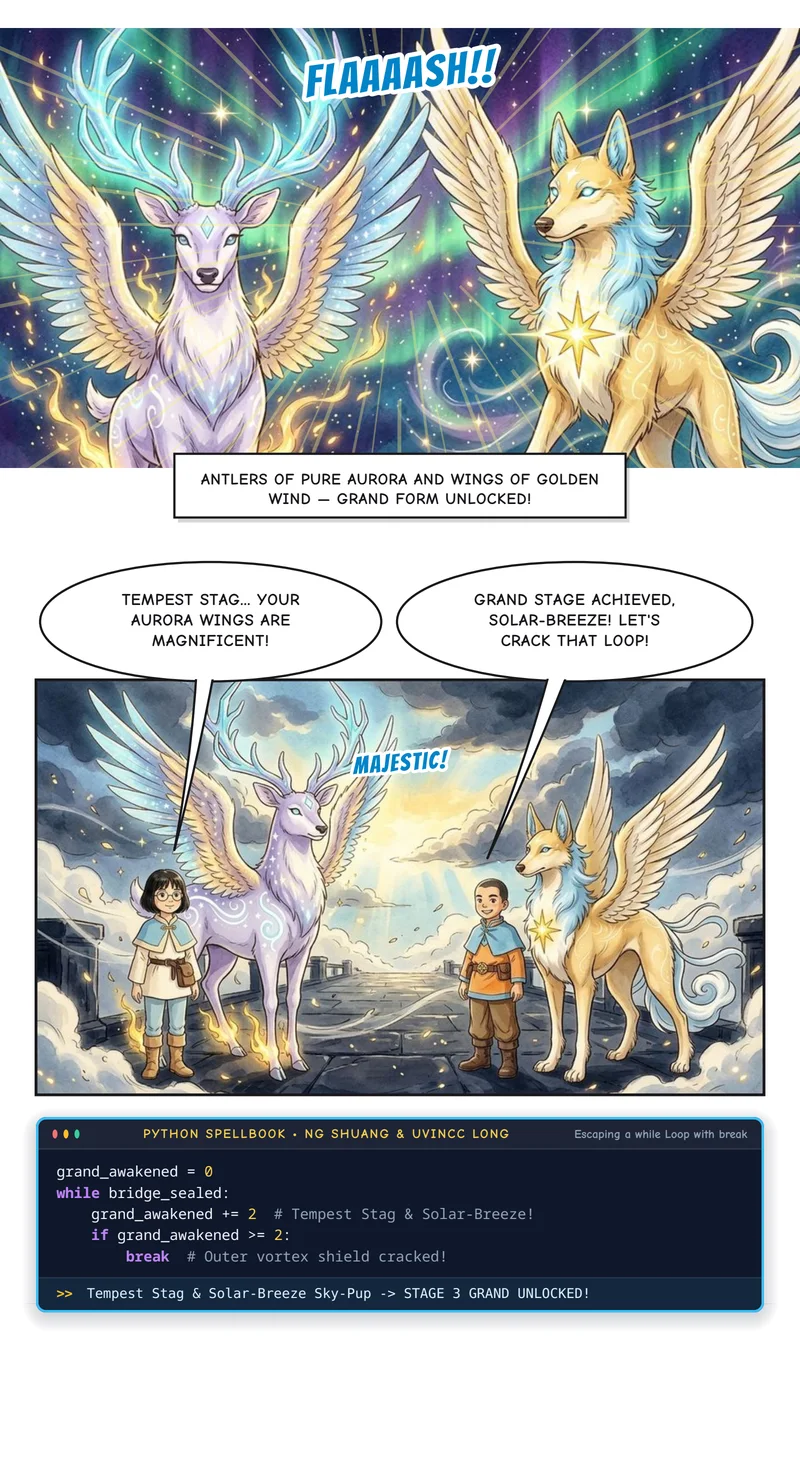 FLAAAASH!!
ANTLERS OF PURE AURORA AND WINGS OF GOLDEN
WIND — GRAND FORM UNLOCKED!
TEMPEST STAG... YOUR
AURORA WINGS ARE
MAGNIFICENT!
GRAND STAGE ACHIEVED,
SOLAR-BREEZE! LET'S
CRACK THAT LOOP!
MAJESTIC!
PYTHON SPELLBOOK • NG SHUANG & UVINCC LONG
Escaping a while Loop with break
grand_awakened = 0
while bridge_sealed:
    grand_awakened += 2  # Tempest Stag & Solar-Breeze!
    if grand_awakened >= 2:
        break  # Outer vortex shield cracked!
>> Tempest Stag & Solar-Breeze Sky-Pup -> STAGE 3 GRAND UNLOCKED!